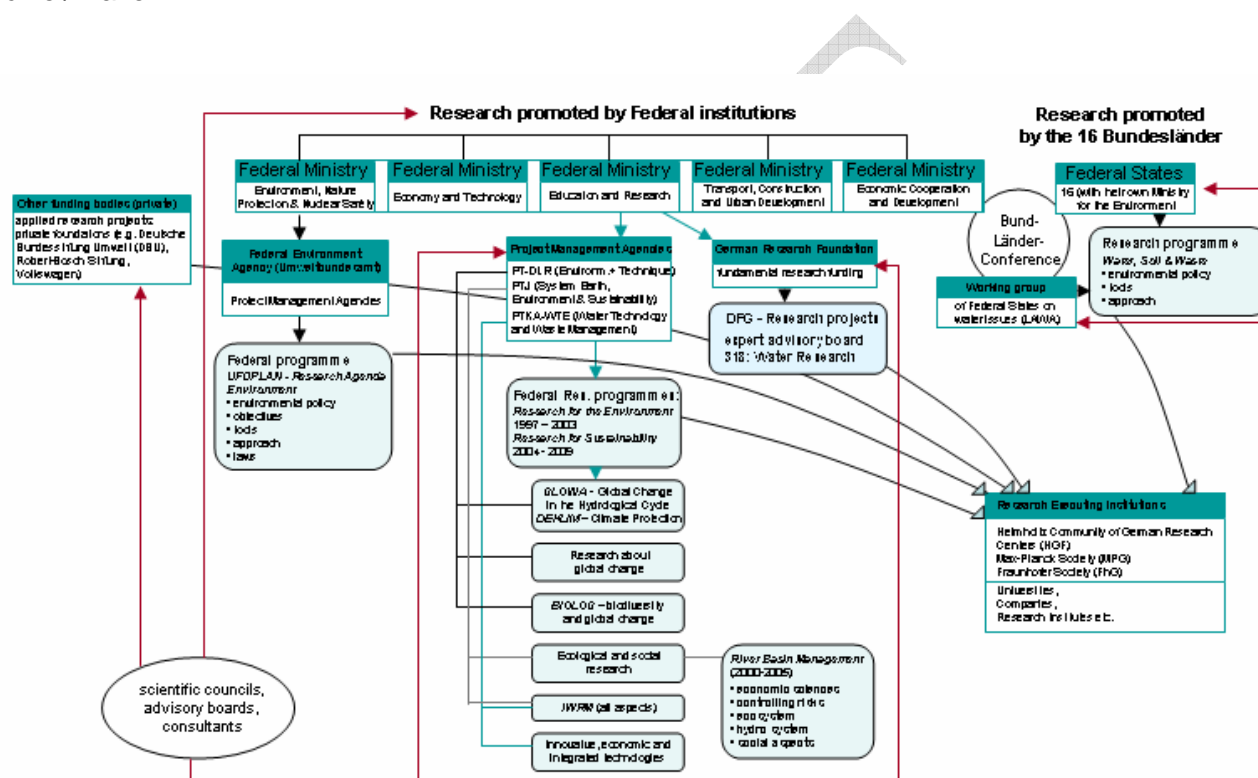 Research promoted by Federal institutions
Research promoted
by the 16 Bundesländer
Federal Ministry
Environment, Nature
Protection & Nuclear Safety
Federal Ministry
Economy and Technology
Federal Ministry
Education and Research
Federal Ministry
Transport, Construction
and Urban Development
Federal Ministry
Economic Cooperation
and Development
Federal States
16 (with their own Ministry
for the Environment)
Other funding bodies (private)
applied research projects:
private foundations (e.g. Deutsche
Bundesstiftung Umwelt (DBU),
Robert Bosch Stiftung,
Volkswagen)
Federal Environment
Agency (Umweltbundesamt)
Project Management Agencies
Project Management Agencies
PT-DLR (Environm.+ Technique)
PTJ (System Earth,
Environment & Sustainability)
PTKA-WTE (Water Technology
and Waste Management)
German Research Foundation
fundamental research funding
Bund-
Länder-
Conference
Working group
of Federal States on
water issues (LAWA)
Research programme
Water, Soil & Waste
• environmental policy
• tools
• approach
DFG - Research projects
expert advisory board
318: Water Research
Federal programme
UFOPLAN - Research Agenda
Environment
• environmental policy
• objectives
• tools
• approach
• laws
Federal Res. programmes:
Research for the Environment
1997 – 2003
Research for Sustainability
2004 - 2009
GLOWA - Global Change
in the Hydrological Cycle
DEKLIM – Climate Protection
Research about
global change
BIOLOG – biodiversity
and global change
Ecological and social
research
IWRM (all aspects)
Innovative, economic and
integrated technologies
River Basin Management
(2000-2005)
• economic sciences
• controlling risks
• eco system
• hydro system
• social aspects
Research Executing Institutions
Helmholtz Community of German Research
Centers (HGF)
Max-Planck Society (MPG)
Fraunhofer Society (FhG)
Universities,
Companies,
Research Institutes etc.
scientific councils,
advisory boards,
consultants